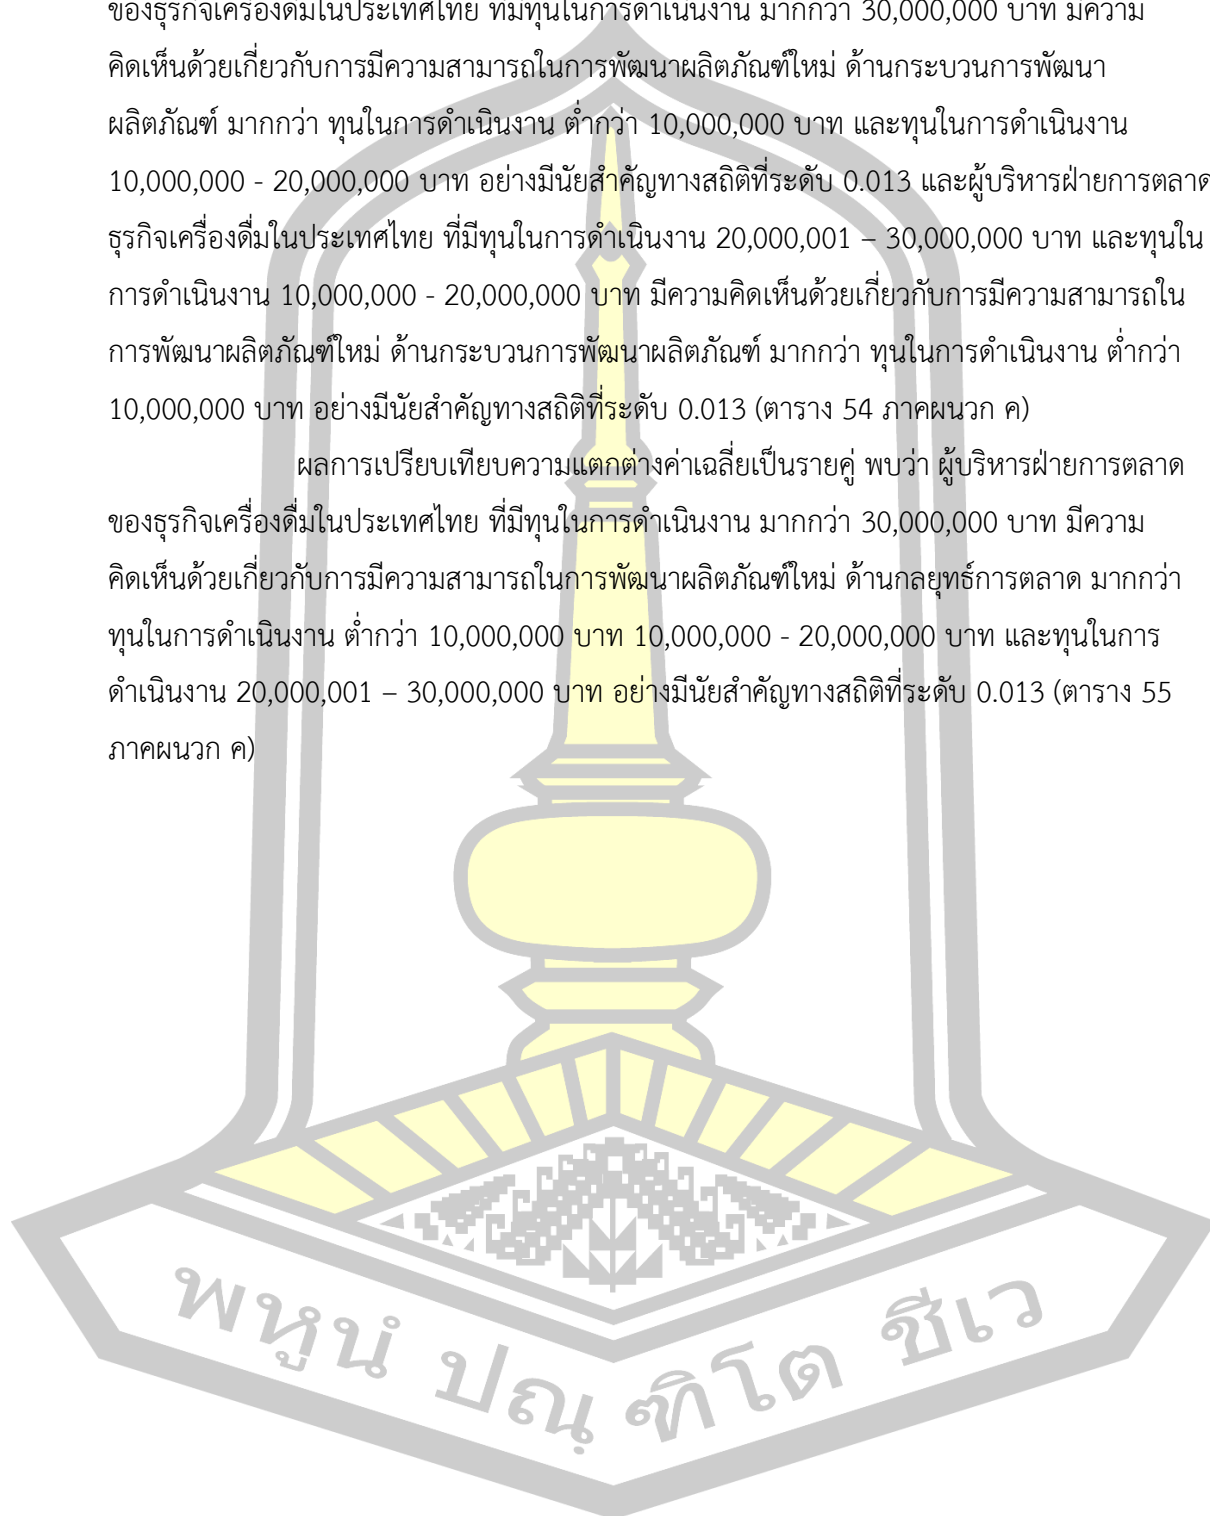 ของธุรกิจเครื่องดื่มในประเทศไทย ที่มีทุนในการดำเนินงาน มากกว่า 30,000,000 บาท มีความ
คิดเห็นด้วยเกี่ยวกับการมีความสามารถในการพัฒนาผลิตภัณฑ์ใหม่ ด้านกระบวนการพัฒนา
ผลิตภัณฑ์ มากกว่า ทุนในการดำเนินงาน ต่ำกว่า 10,000,000 บาท และทุนในการดำเนินงาน
10,000,000 - 20,000,000 บาท อย่างมีนัยสำคัญทางสถิติที่ระดับ 0.013 และผู้บริหารฝ่ายการตลาด
ธุรกิจเครื่องดื่มในประเทศไทย ที่มีทุนในการดำเนินงาน 20,000,001 – 30,000,000 บาท และทุนใน
การดำเนินงาน 10,000,000 - 20,000,000 บาท มีความคิดเห็นด้วยเกี่ยวกับการมีความสามารถใน
การพัฒนาผลิตภัณฑ์ใหม่ ด้านกระบวนการพัฒนาผลิตภัณฑ์ มากกว่า ทุนในการดำเนินงาน ต่ำกว่า
10,000,000 บาท อย่างมีนัยสำคัญทางสถิติที่ระดับ 0.013 (ตาราง 54 ภาคผนวก ค)
ผลการเปรียบเทียบความแตกต่างค่าเฉลี่ยเป็นรายคู่ พบว่า ผู้บริหารฝ่ายการตลาด
ของธุรกิจเครื่องดื่มในประเทศไทย ที่มีทุนในการดำเนินงาน มากกว่า 30,000,000 บาท มีความ
คิดเห็นด้วยเกี่ยวกับการมีความสามารถในการพัฒนาผลิตภัณฑ์ใหม่ ด้านกลยุทธ์การตลาด มากกว่า
ทุนในการดำเนินงาน ต่ำกว่า 10,000,000 บาท 10,000,000 - 20,000,000 บาท และทุนในการ
ดำเนินงาน 20,000,001 – 30,000,000 บาท อย่างมีนัยสำคัญทางสถิติที่ระดับ 0.013 (ตาราง 55
ภาคผนวก ค)
พหูนํ ปณฺฑิโต ชีเว